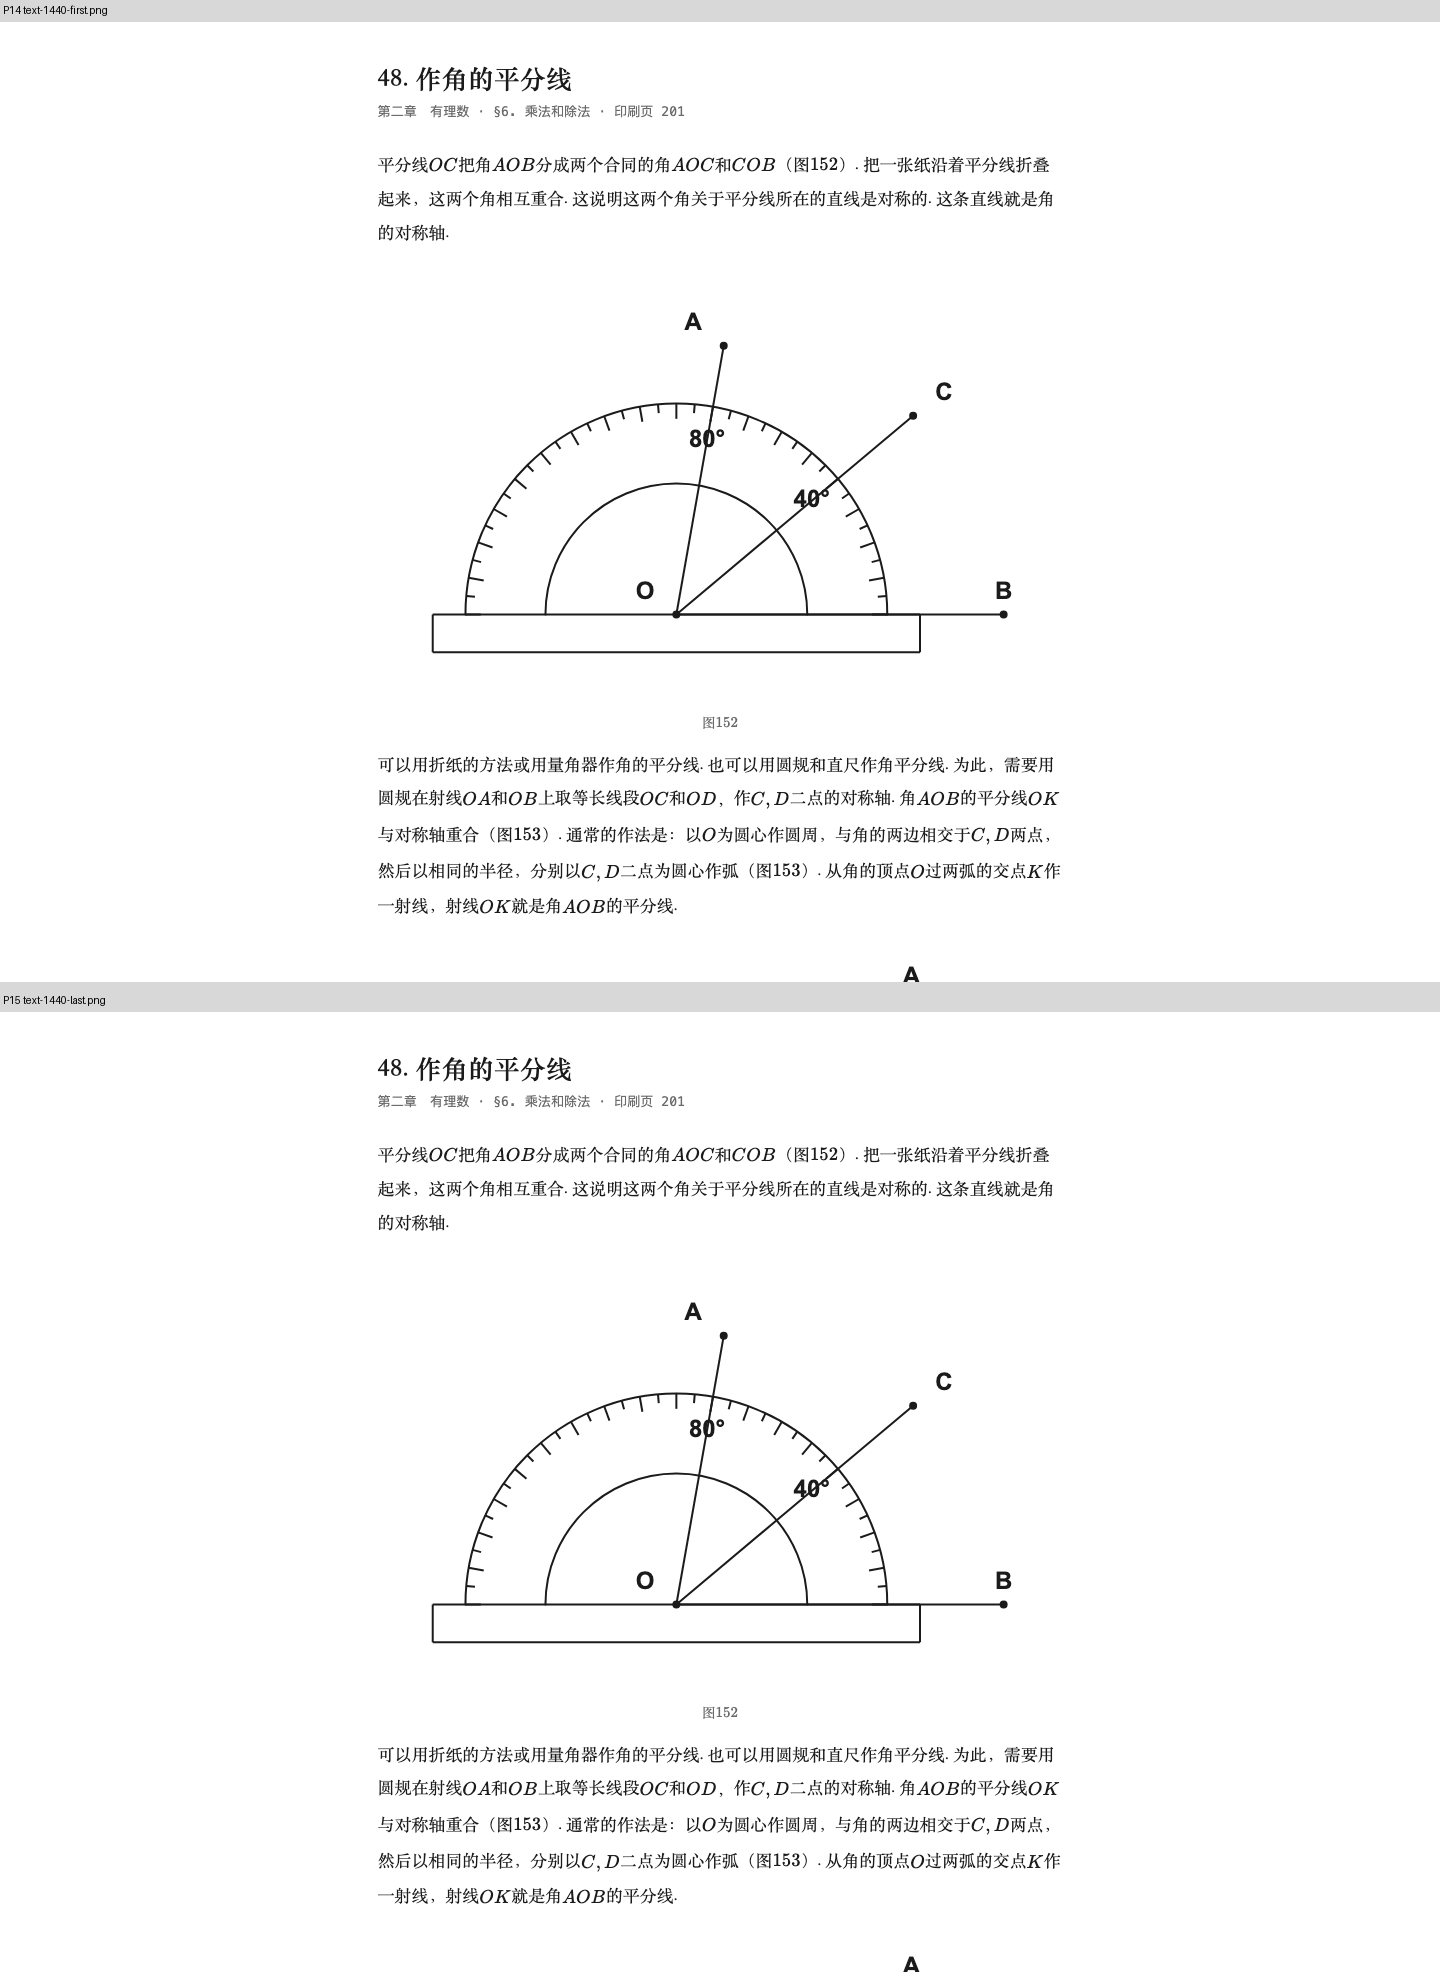 P14 text-1440-first.png
48. 作角的平分线
第二章 有理数 · §6. 乘法和除法 · 印刷页 201
平分线OC把角AOB分成两个合同的角AOC和COB（图152）. 把一张纸沿着平分线折叠
起来，这两个角相互重合. 这说明这两个角关于平分线所在的直线是对称的. 这条直线就是角
的对称轴.
A
C
80°
40°
O
B
图152
可以用折纸的方法或用量角器作角的平分线. 也可以用圆规和直尺作角平分线. 为此，需要用
圆规在射线OA和OB上取等长线段OC和OD，作C, D二点的对称轴. 角AOB的平分线OK
与对称轴重合（图153）. 通常的作法是：以O为圆心作圆周，与角的两边相交于C, D两点，
然后以相同的半径，分别以C, D二点为圆心作弧（图153）. 从角的顶点O过两弧的交点K作
一射线，射线OK就是角AOB的平分线.
A
P15 text-1440-last.png
48. 作角的平分线
第二章 有理数 · §6. 乘法和除法 · 印刷页 201
平分线OC把角AOB分成两个合同的角AOC和COB（图152）. 把一张纸沿着平分线折叠
起来，这两个角相互重合. 这说明这两个角关于平分线所在的直线是对称的. 这条直线就是角
的对称轴.
A
C
80°
40°
O
B
图152
可以用折纸的方法或用量角器作角的平分线. 也可以用圆规和直尺作角平分线. 为此，需要用
圆规在射线OA和OB上取等长线段OC和OD，作C, D二点的对称轴. 角AOB的平分线OK
与对称轴重合（图153）. 通常的作法是：以O为圆心作圆周，与角的两边相交于C, D两点，
然后以相同的半径，分别以C, D二点为圆心作弧（图153）. 从角的顶点O过两弧的交点K作
一射线，射线OK就是角AOB的平分线.
A